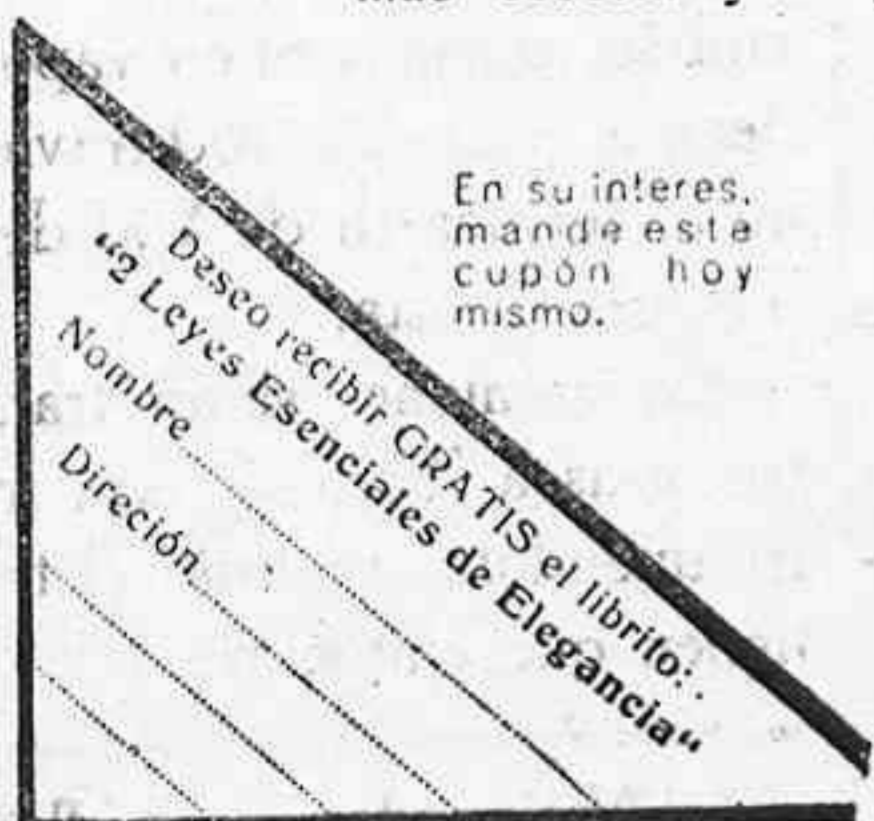 En su interes,
mande este
cupón hoy
mismo.
Deseo recibir GRATIS el librito:
“2 Leyes Esenciales de Elegancia“
Nombre
Direción